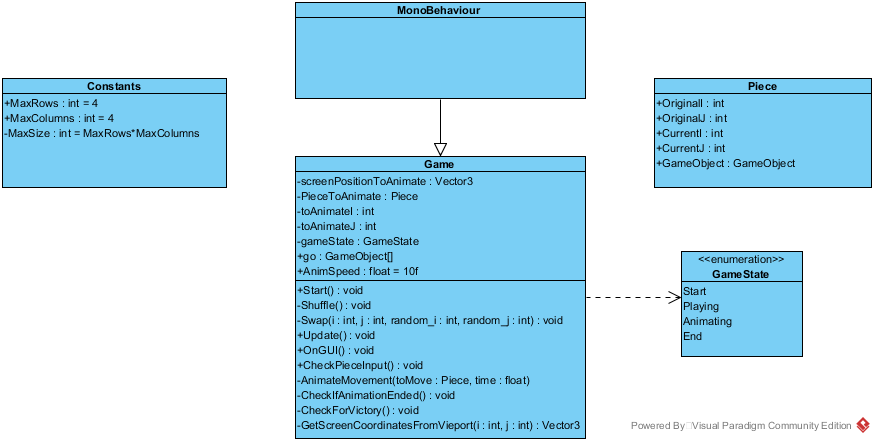 MonoBehaviour
Constants
+MaxRows : int = 4
+MaxColumns : int = 4
-MaxSize : int = MaxRows*MaxColumns
Piece
+OriginalI : int
+OriginalJ : int
+CurrentI : int
+CurrentJ : int
+GameObject : GameObject
Game
-screenPositionToAnimate : Vector3
-PieceToAnimate : Piece
-toAnimateI : int
-toAnimateJ : int
-gameState : GameState
+go : GameObject[]
+AnimSpeed : float = 10f
+Start() : void
-Shuffle() : void
-Swap(i : int, j : int, random_i : int, random_j : int) : void
+Update() : void
+OnGUI() : void
+CheckPieceInput() : void
-AnimateMovement(toMove : Piece, time : float)
-CheckIfAnimationEnded() : void
-CheckForVictory() : void
-GetScreenCoordinatesFromVieport(i : int, j : int) : Vector3
<<enumeration>>
GameState
Start
Playing
Animating
End
Powered By Visual Paradigm Community Edition